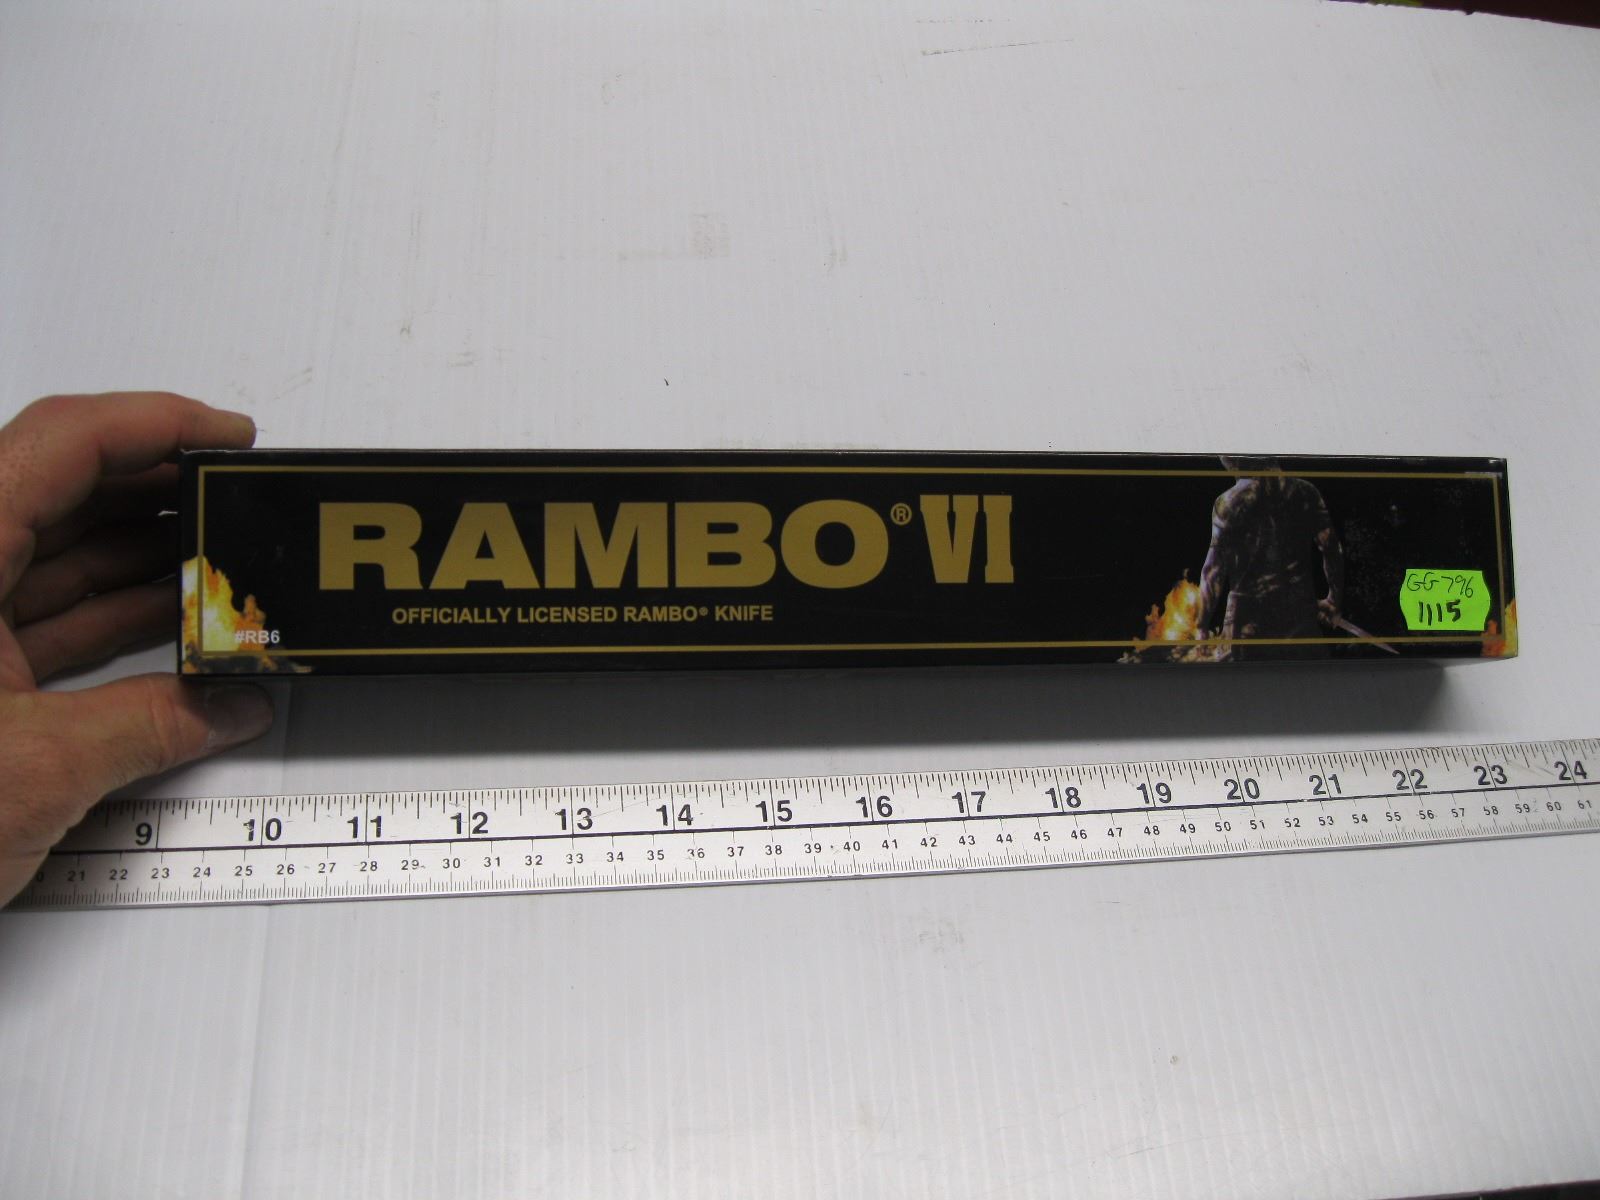 RAMBO® VI
OFFICIALLY LICENSED RAMBO® KNIFE
#RB6
GG796
1115
9 10 11 12 13 14 15 16 17 18 19 20 21 22 23 24
21 22 23 24 25 26 27 28 29 30 31 32 33 34 35 36 37 38 39 40 41 42 43 44 45 46 47 48 49 50 51 52 53 54 55 56 57 58 59 60 61